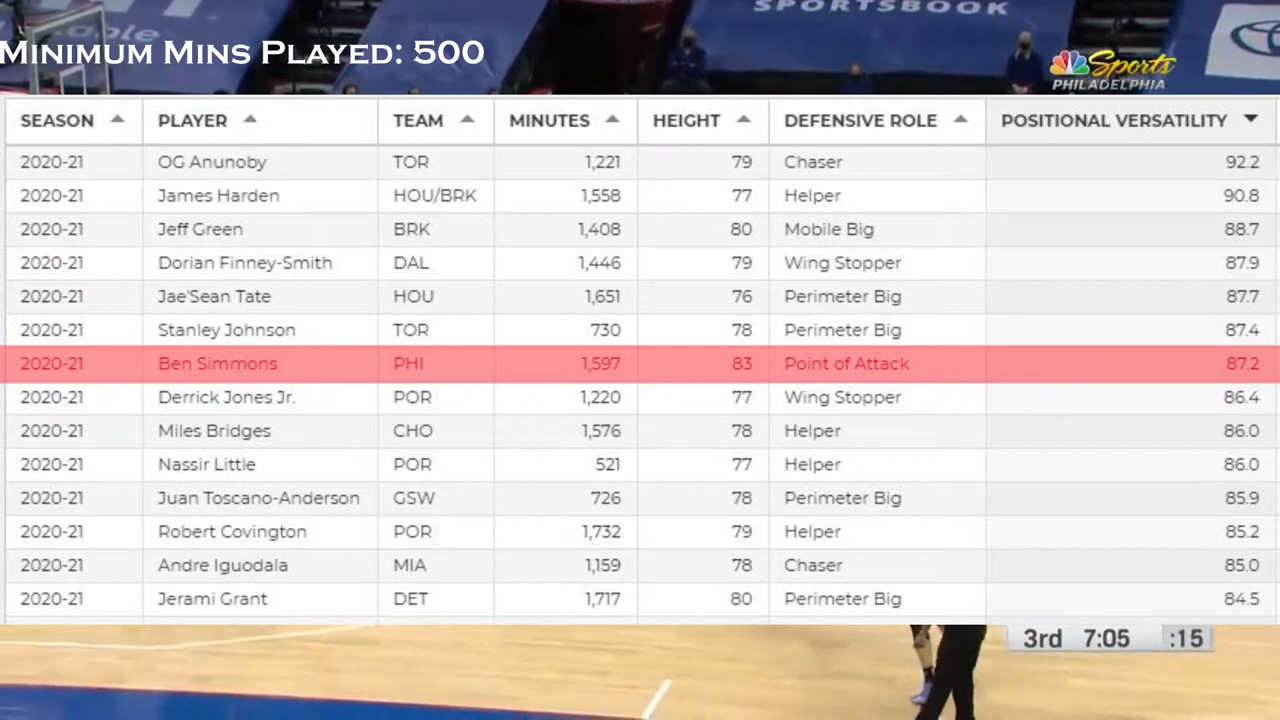 SPORTSBOOK
MINIMUM MINS PLAYED: 500
Sports
PHILADELPHIA
SEASON PLAYER TEAM MINUTES HEIGHT DEFENSIVE ROLE POSITIONAL VERSATILITY
2020-21 OG Anunoby TOR 1,221 79 Chaser 92.2
2020-21 James Harden HOU/BRK 1,558 77 Helper 90.8
2020-21 Jeff Green BRK 1,408 80 Mobile Big 88.7
2020-21 Dorian Finney-Smith DAL 1,446 79 Wing Stopper 87.9
2020-21 Jae'Sean Tate HOU 1,651 76 Perimeter Big 87.7
2020-21 Stanley Johnson TOR 730 78 Perimeter Big 87.4
2020-21 Ben Simmons PHI 1,597 83 Point of Attack 87.2
2020-21 Derrick Jones Jr. POR 1,220 77 Wing Stopper 86.4
2020-21 Miles Bridges CHO 1,576 78 Helper 86.0
2020-21 Nassir Little POR 521 77 Helper 86.0
2020-21 Juan Toscano-Anderson GSW 726 78 Perimeter Big 85.9
2020-21 Robert Covington POR 1,732 79 Helper 85.2
2020-21 Andre Iguodala MIA 1,159 78 Chaser 85.0
2020-21 Jerami Grant DET 1,717 80 Perimeter Big 84.5
3rd 7:05 :15